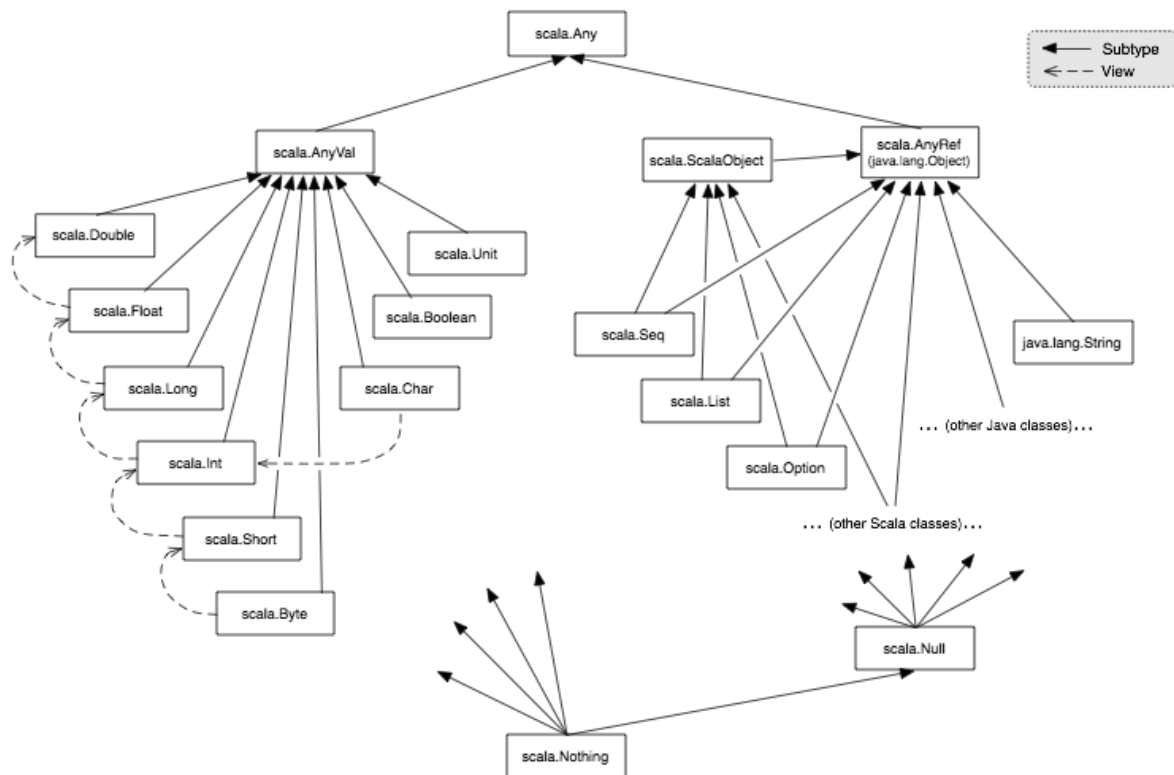 scala.Any
Subtype
View
scala.AnyVal
scala.ScalaObject
scala.AnyRef
(java.lang.Object)
scala.Double
scala.Unit
scala.Float
scala.Boolean
scala.Seq
java.lang.String
scala.Long
scala.Char
scala.List
... (other Java classes)...
scala.Int
scala.Option
scala.Short
... (other Scala classes)...
scala.Byte
scala.Null
scala.Nothing